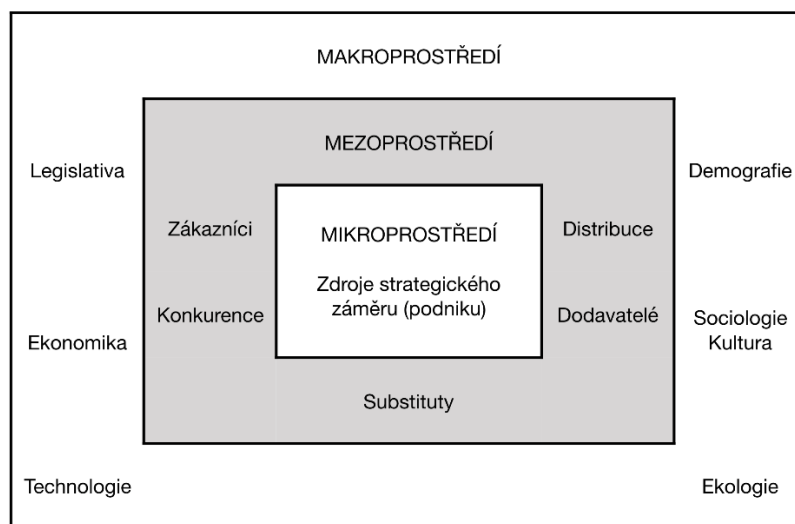 MAKROPROSTŘEDÍ
MEZOPROSTŘEDÍ
Legislativa
Demografie
Zákazníci
MIKROPROSTŘEDÍ
Distribuce
Zdroje strategického
záměru (podniku)
Konkurence
Dodavatelé
Ekonomika
Sociologie
Kultura
Substituty
Technologie
Ekologie